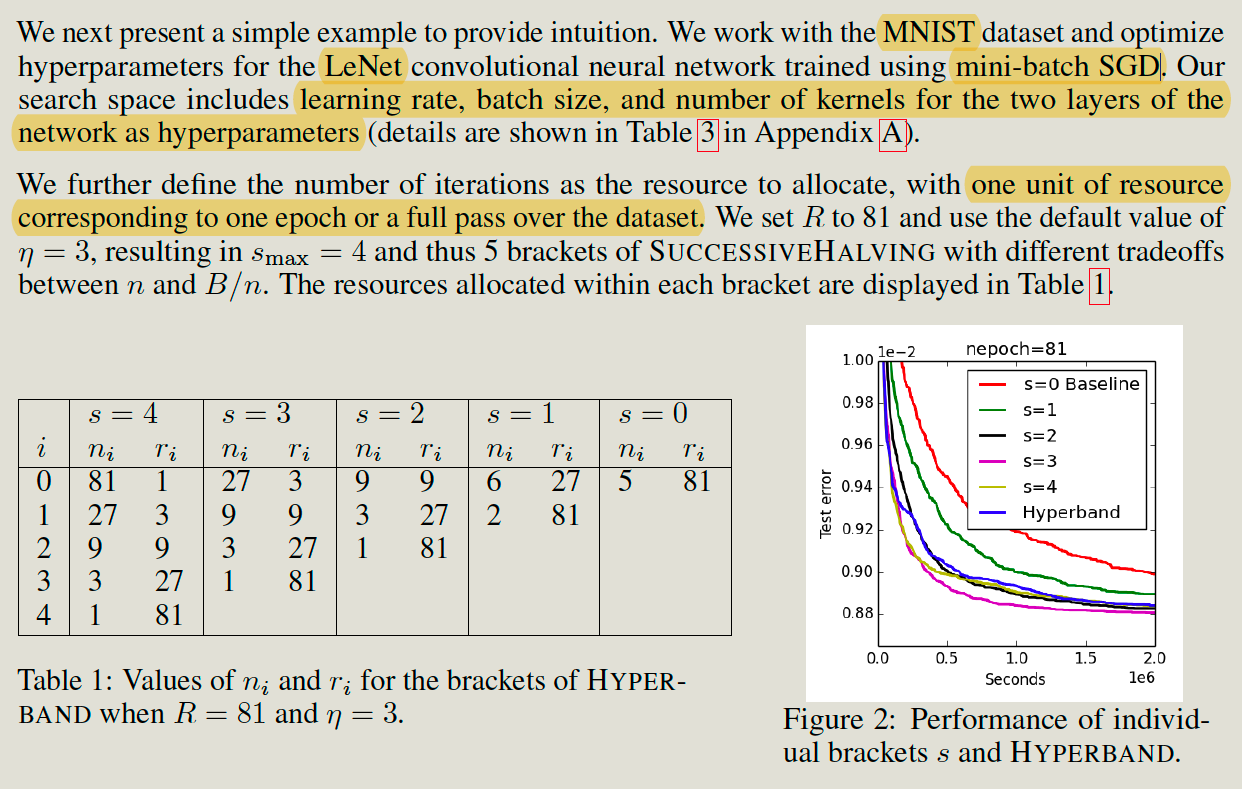 We next present a simple example to provide intuition. We work with the MNIST dataset and optimize
hyperparameters for the LeNet convolutional neural network trained using mini-batch SGD. Our
search space includes learning rate, batch size, and number of kernels for the two layers of the
network as hyperparameters (details are shown in Table 3 in Appendix A).
We further define the number of iterations as the resource to allocate, with one unit of resource
corresponding to one epoch or a full pass over the dataset. We set R to 81 and use the default value of
η = 3, resulting in s_max = 4 and thus 5 brackets of SUCCESSIVEHALVING with different tradeoffs
between n and B/n. The resources allocated within each bracket are displayed in Table 1.
s = 4 s = 3 s = 2 s = 1 s = 0
i n_i r_i n_i r_i n_i r_i n_i r_i n_i r_i
0 81 1 27 3 9 9 6 27 5 81
1 27 3 9 9 3 27 2 81
2 9 9 3 27 1 81
3 3 27 1 81
4 1 81
Table 1: Values of n_i and r_i for the brackets of HYPER-
BAND when R = 81 and η = 3.
1e−2 nepoch=81
1.00
0.98
0.96
0.94
0.92
0.90
0.88
Test error
s=0 Baseline
s=1
s=2
s=3
s=4
Hyperband
0.0 0.5 1.0 1.5 2.0
Seconds 1e6
Figure 2: Performance of individ-
ual brackets s and HYPERBAND.